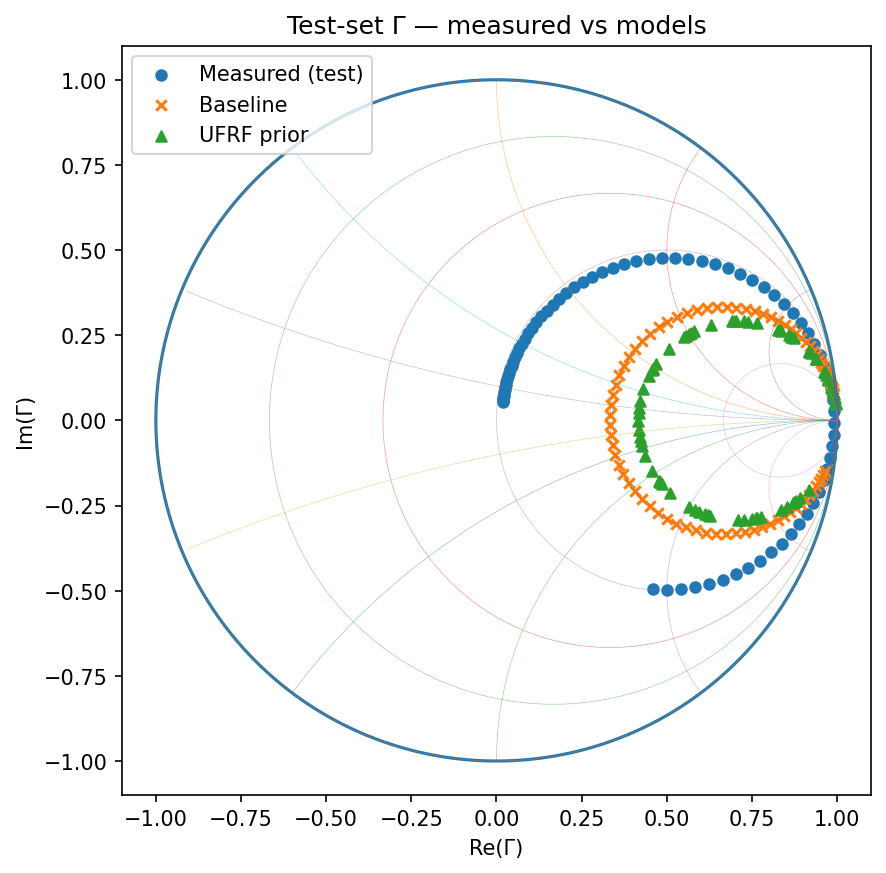 Test-set Γ — measured vs models
Measured (test)
Baseline
UFRF prior
1.00
0.75
0.50
0.25
0.00
−0.25
−0.50
−0.75
−1.00
Im(Γ)
−1.00 −0.75 −0.50 −0.25 0.00 0.25 0.50 0.75 1.00
Re(Γ)